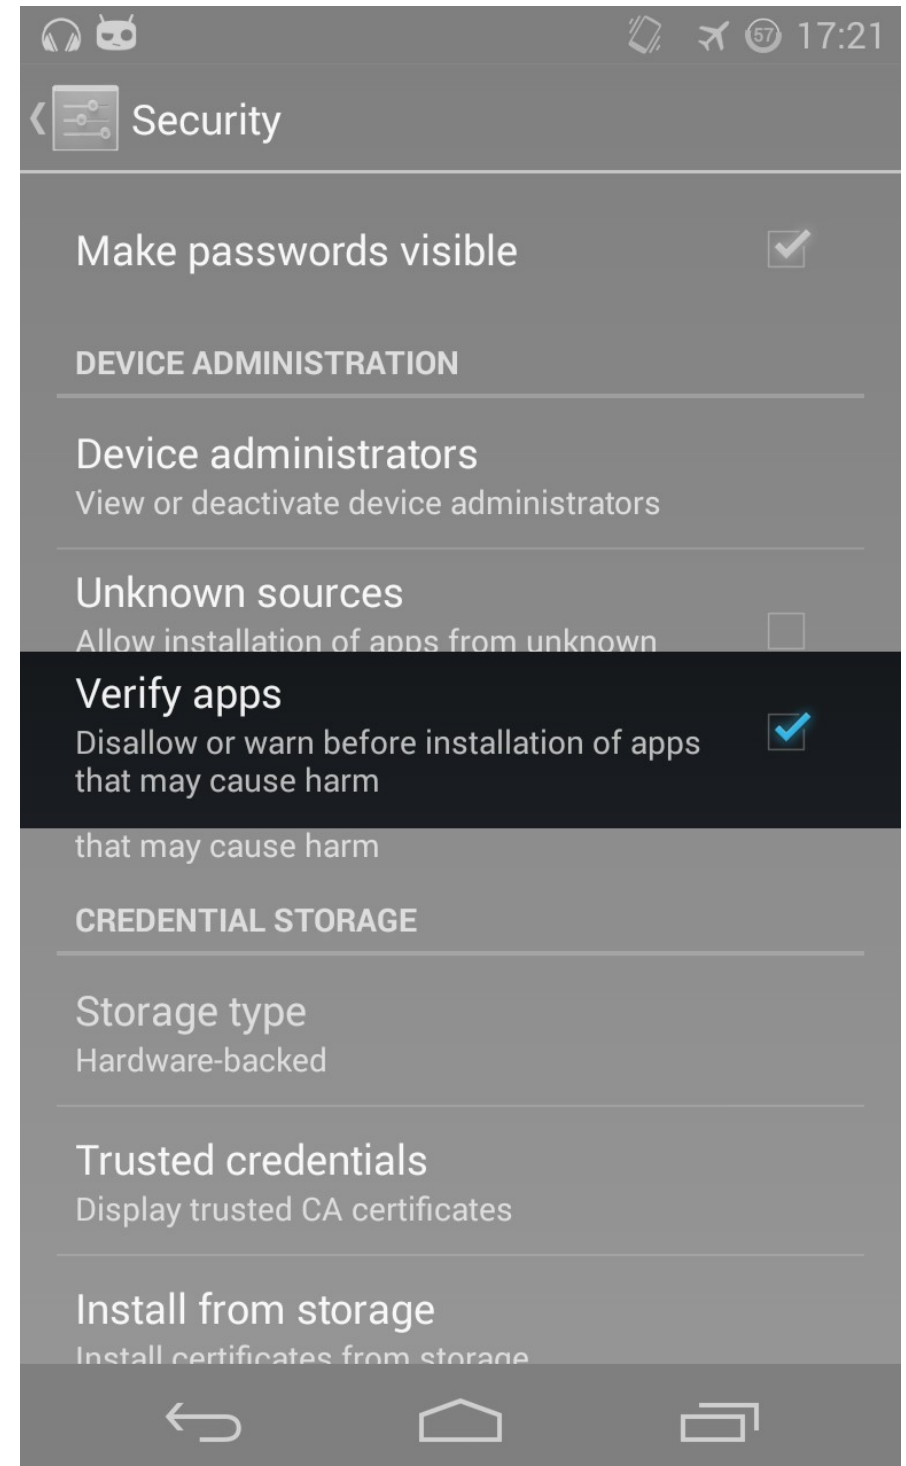 57 17:21
Security
Make passwords visible
DEVICE ADMINISTRATION
Device administrators
View or deactivate device administrators
Unknown sources
Allow installation of apps from unknown
Verify apps
Disallow or warn before installation of apps
that may cause harm
that may cause harm
CREDENTIAL STORAGE
Storage type
Hardware-backed
Trusted credentials
Display trusted CA certificates
Install from storage
Install certificates from storage